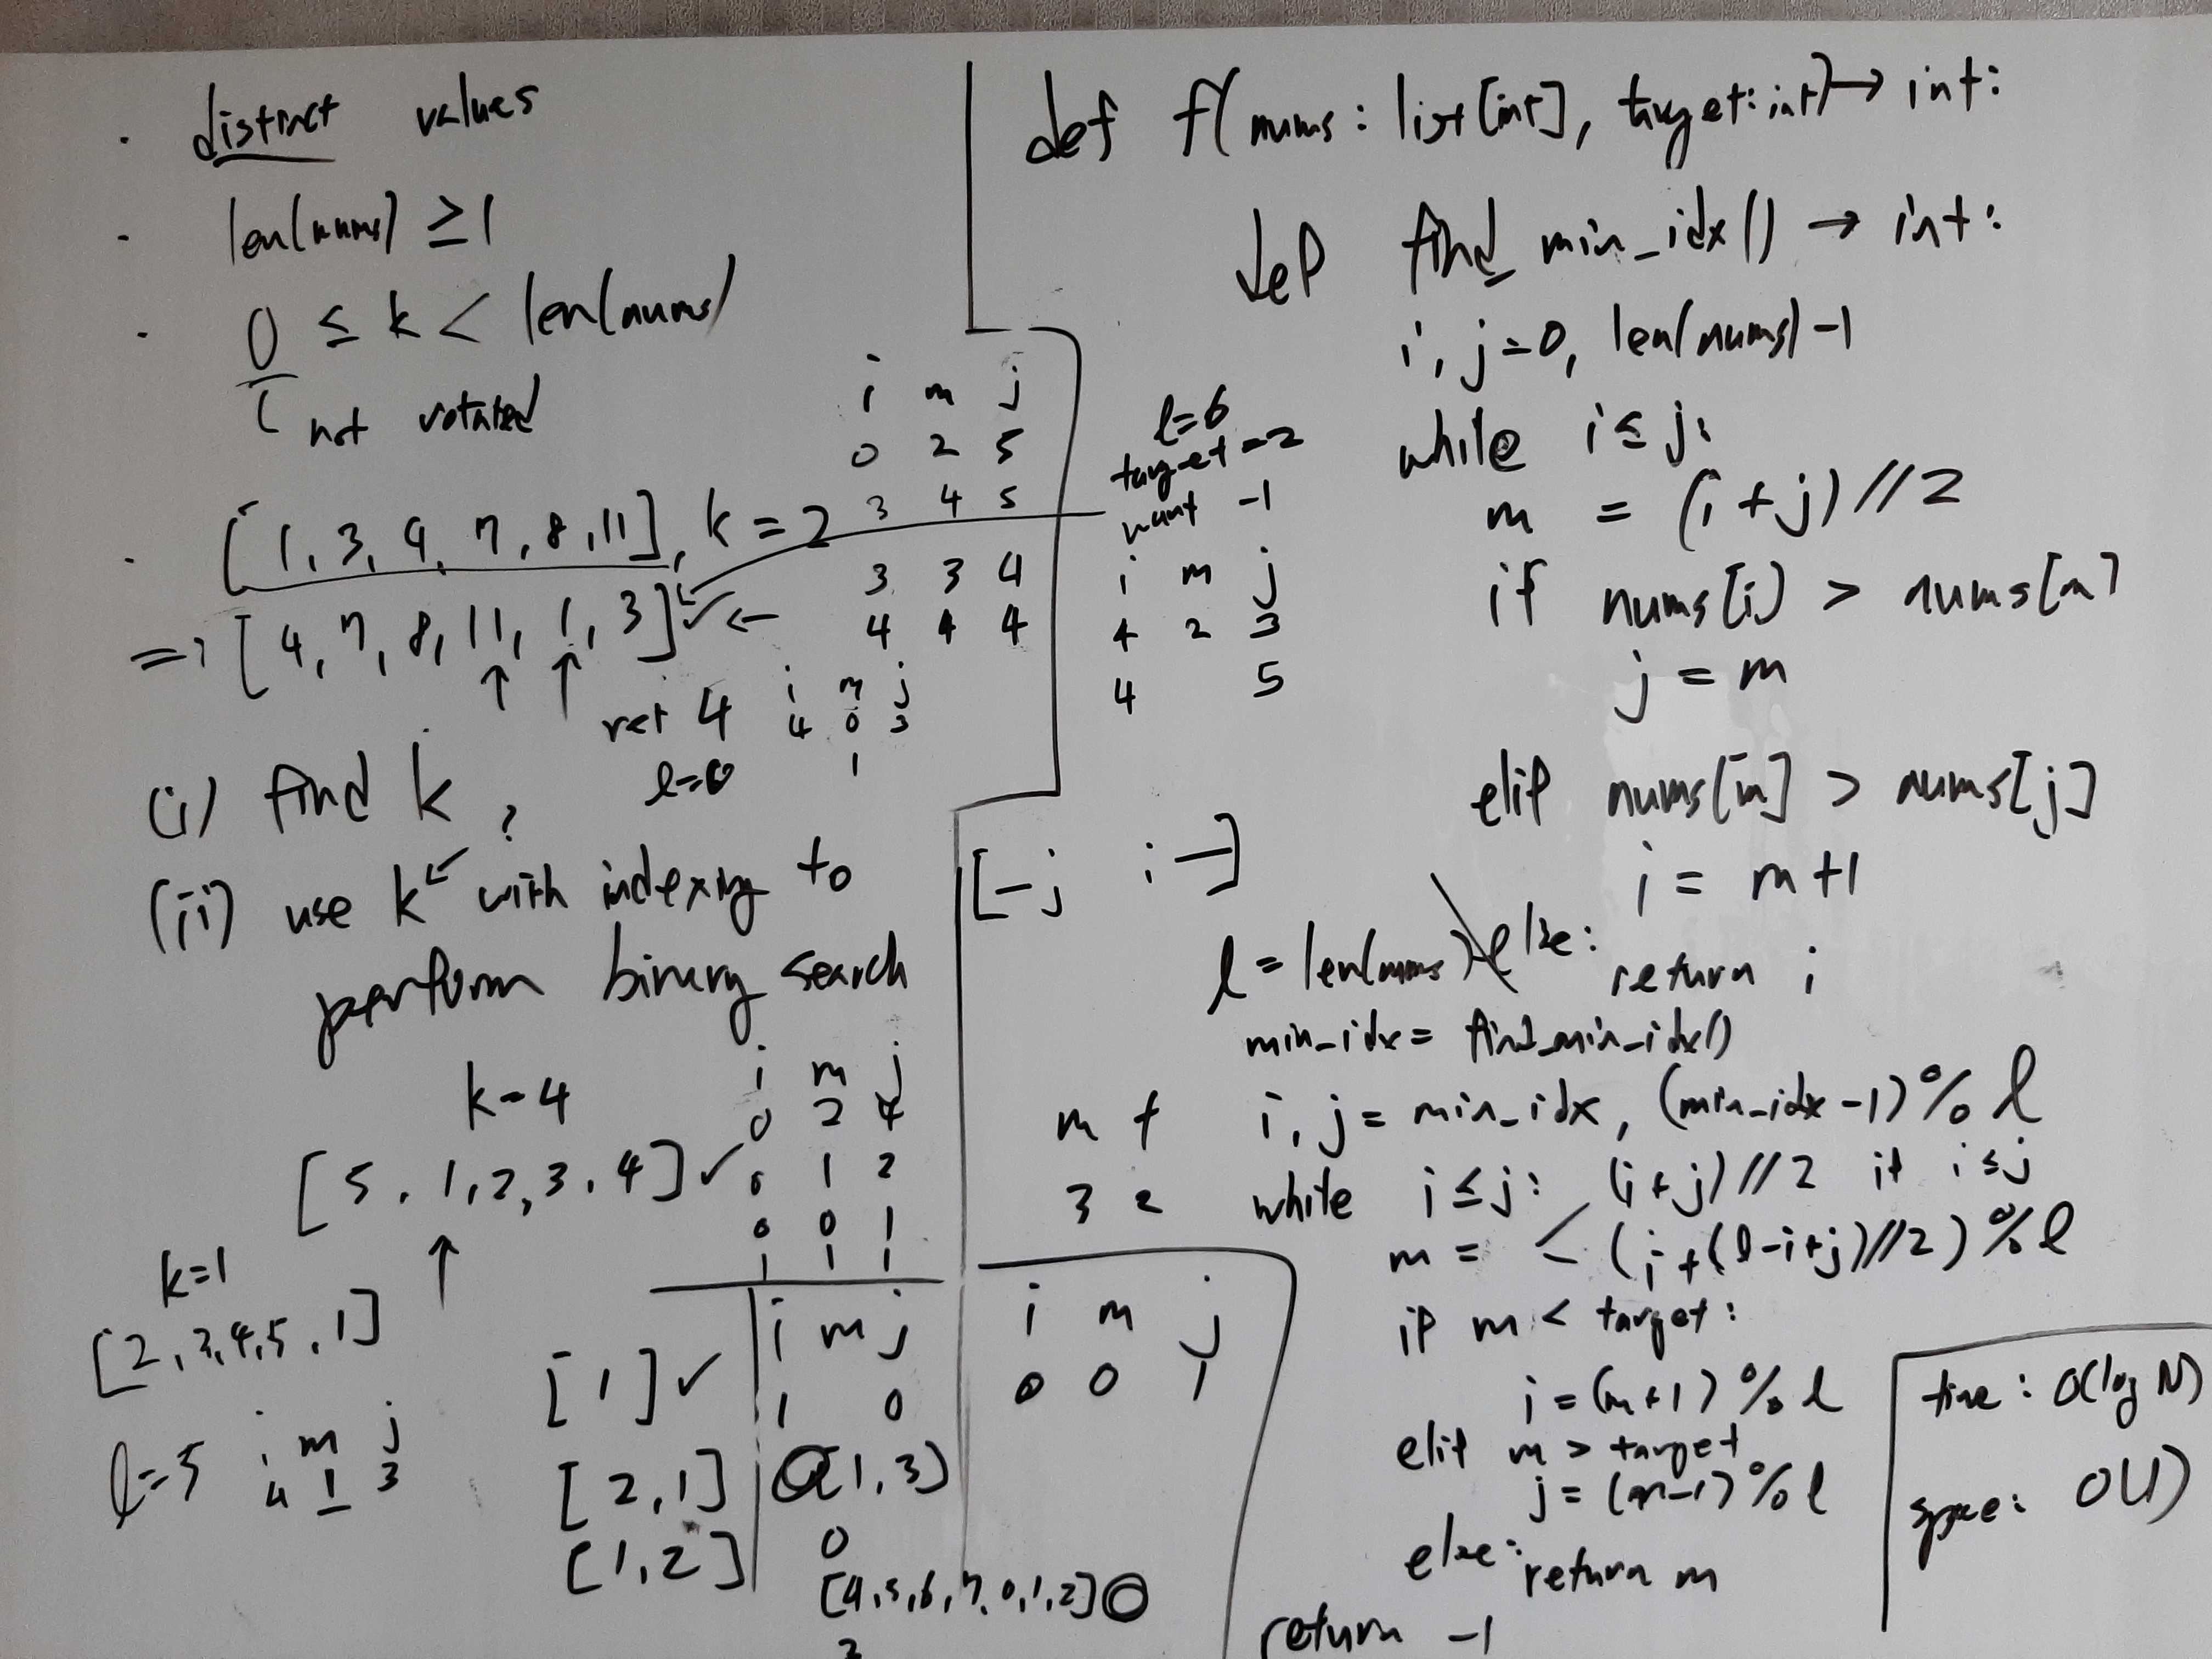 · distinct values
· len(nums) ≥ 1
· 0 ≤ k < len(nums)
not rotated
· [1, 3, 4, 7, 8, 11], k = 2
=> [4, 7, 8, 11, 1, 3] ✓ ←
↑ ↑
i m j
0 2 5
3 4 5
3 3 4
4 4 4
ret 4
l=6
i m j
4 0 3
1
l=6
target=2
want -1
i m j
4 2 3
4 5
(i) find k ?
(ii) use k with indexing to
perform binary search
k=4
[5, 1, 2, 3, 4] ✓
↑
i m j
0 2 4
0 1 2
0 0 1
1 1 1
k=1
[2, 3, 4, 5, 1]
l=5
i m j
4 1 3
[1] ✓
[2, 1]
[1, 2]
i m j
1 0
(1, 3)
0
[4, 5, 6, 7, 0, 1, 2] 0
i m j
0 0 1
[-j i-]
m t
3 2
def f(nums: list[int], target: int) → int:
def find_min_idx() → int:
i, j = 0, len(nums) - 1
while i ≤ j:
m = (i + j) // 2
if nums[i] > nums[m]
j = m
elif nums[m] > nums[j]
i = m + 1
else:
return i
l = len(nums)
min_idx = find_min_idx()
i, j = min_idx, (min_idx - 1) % l
while i ≤ j:
(i + j) // 2 if i ≤ j
m = < (i + (l - i + j) // 2) % l
if m < target:
i = (m + 1) % l
elif m > target
j = (m - 1) % l
else:
return m
return -1
time: O(log N)
space: O(1)